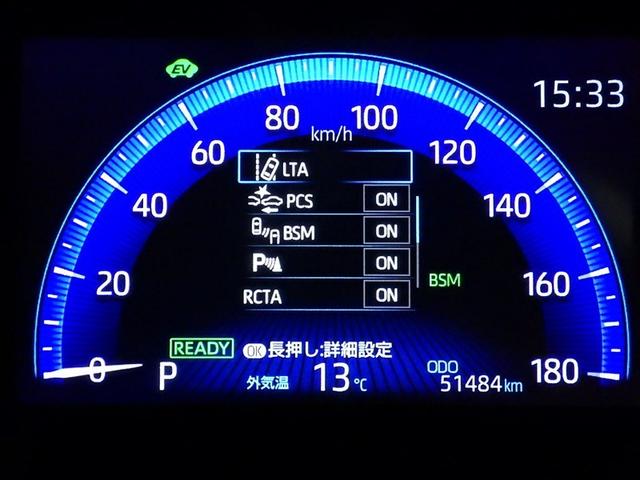 EV
15:33
0
20
40
60
80
100
120
140
160
180
km/h
LTA
PCS ON
BSM ON
P ON
RCTA ON
BSM
READY
OK 長押し:詳細設定
P
外気温 13℃
ODO
51484km